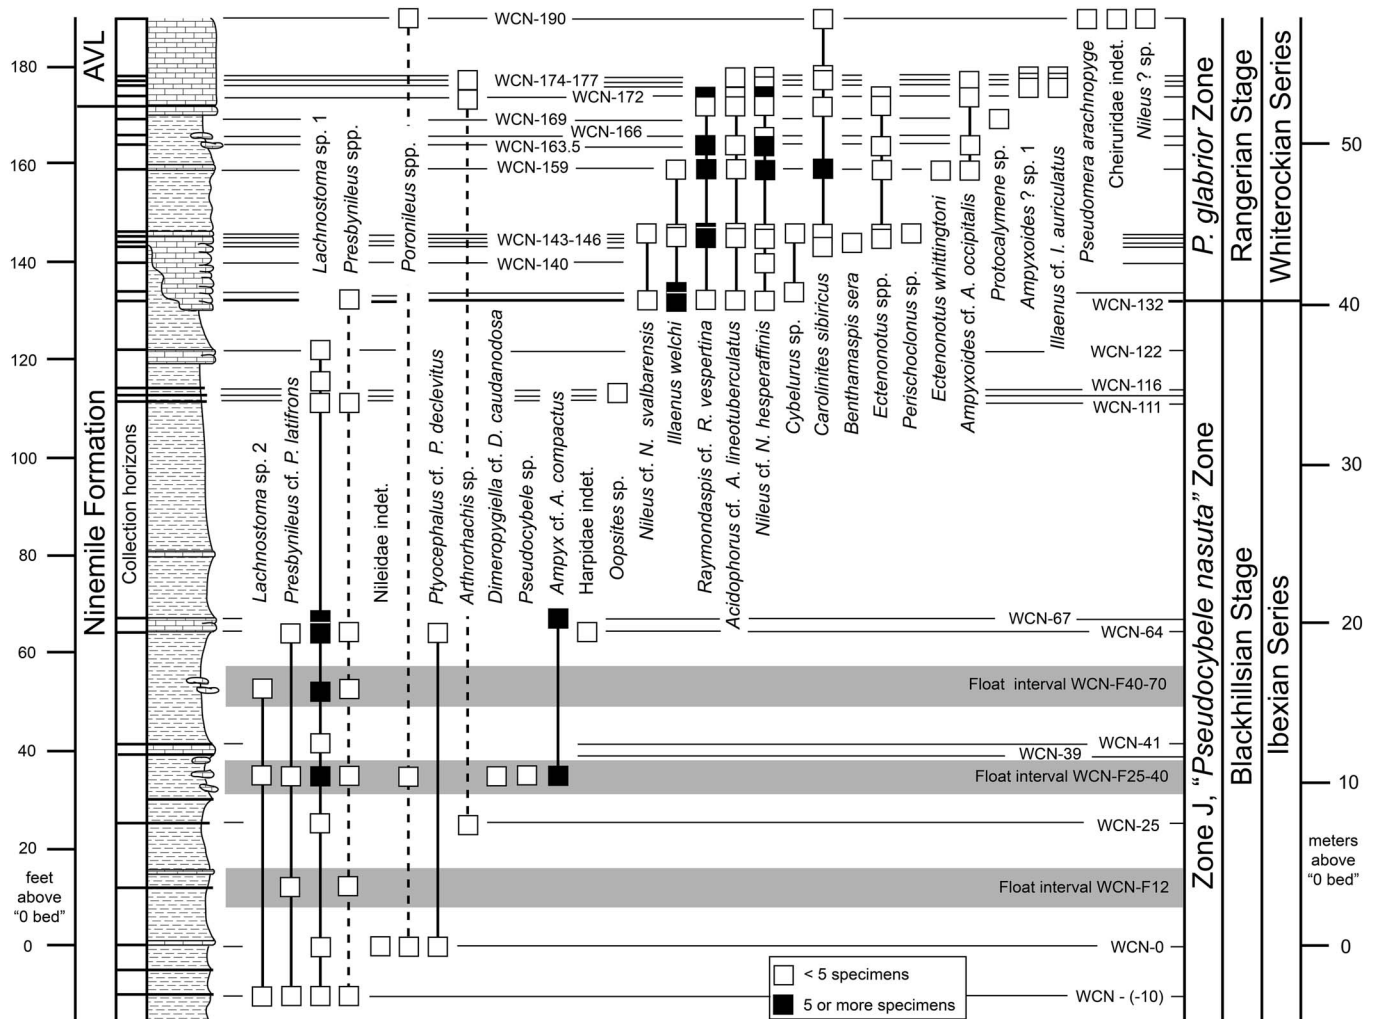 180
160
140
120
100
80
60
40
20
feet
above
“0 bed”
0
AVL
Ninemile Formation
Collection horizons
Lachnostoma sp. 2
Presbynileus cf. P. latifrons
Lachnostoma sp. 1
Presbynileus spp.
Nileidae indet.
Poronileus spp.
Ptyocephalus cf. P. declevitus
Arthrorhachis sp.
Dimeropygiella cf. D. caudanodosa
Pseudocybele sp.
Ampyx cf. A. compactus
Harpidae indet.
Oopsites sp.
Nileus cf. N. svalbarensis
Illaenus welchi
Raymondaspis cf. R. vespertina
Acidophorus cf. A. lineotuberculatus
Nileus cf. N. hesperaffinis
Cybelurus sp.
Carolinites sibiricus
Benthamaspis sera
Ectenonotus spp.
Perischoclonus sp.
Ectenonotus whittingtoni
Ampyxoides cf. A. occipitalis
Protocalymene sp.
Ampyxoides ? sp. 1
Illaenus cf. I. auriculatus
Pseudomera arachnopyge
Cheiruridae indet.
Nileus ? sp.
WCN-190
WCN-174-177
WCN-172
WCN-169
WCN-166
WCN-163.5
WCN-159
WCN-143-146
WCN-140
WCN-132
WCN-122
WCN-116
WCN-111
WCN-67
WCN-64
Float interval WCN-F40-70
WCN-41
WCN-39
Float interval WCN-F25-40
WCN-25
Float interval WCN-F12
WCN-0
WCN - (-10)
< 5 specimens
5 or more specimens
P. glabrior Zone
Zone J, “Pseudocybele nasuta” Zone
Rangerian Stage
Blackhillsian Stage
Whiterockian Series
Ibexian Series
50
40
30
20
10
meters
above
“0 bed”
0